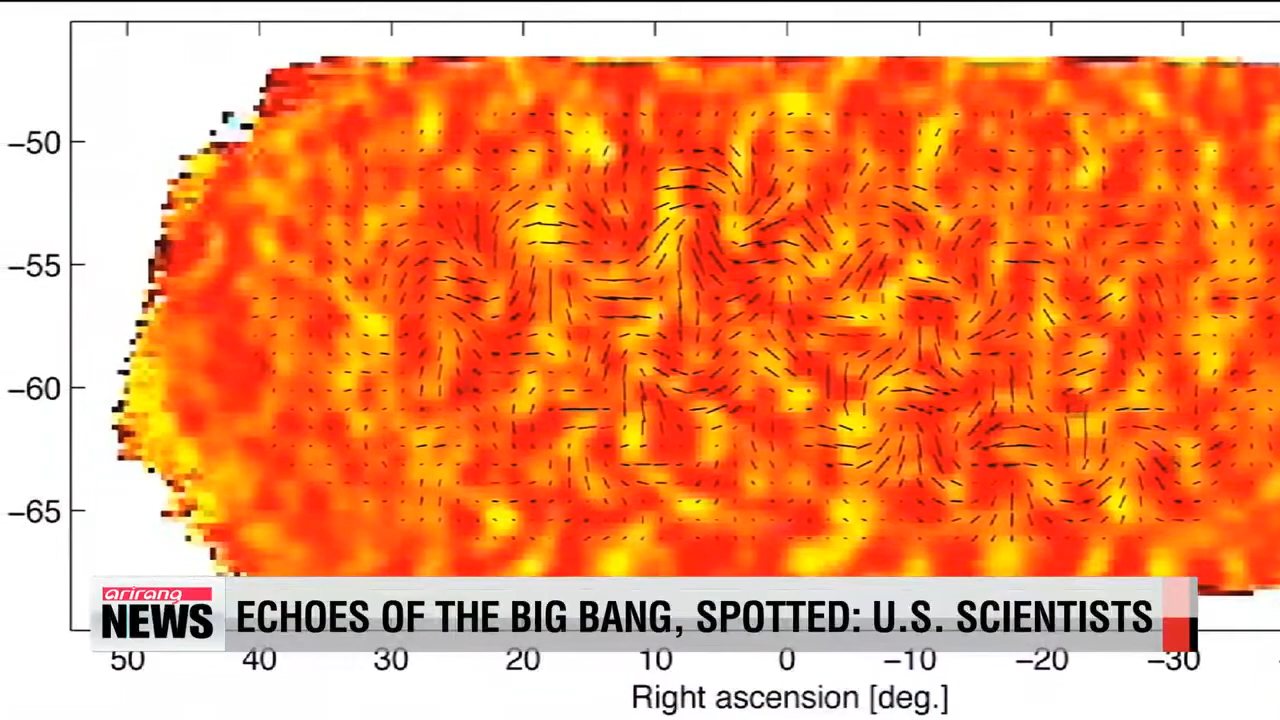 −50
−55
−60
−65
arirang
NEWS
ECHOES OF THE BIG BANG, SPOTTED: U.S. SCIENTISTS
50 40 30 20 10 0 −10 −20 −30
Right ascension [deg.]